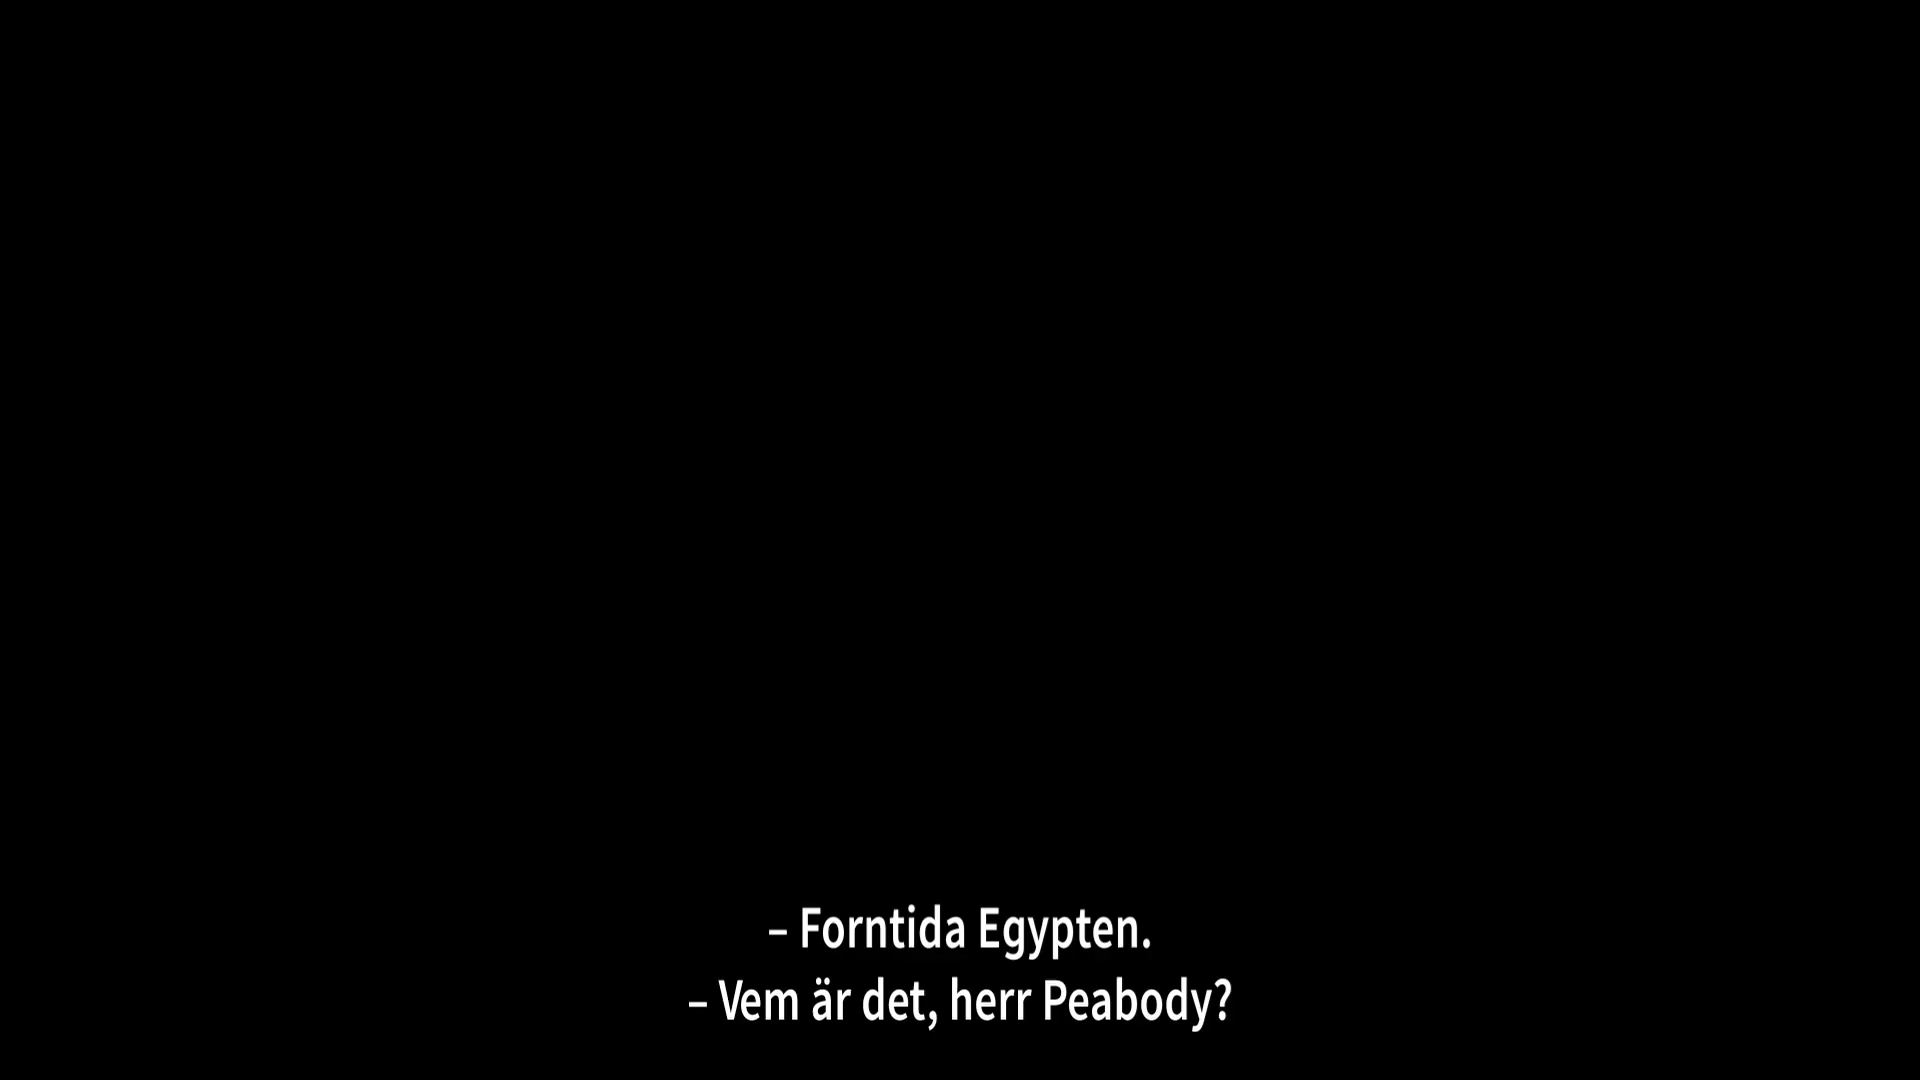 – Forntida Egypten.
– Vem är det, herr Peabody?